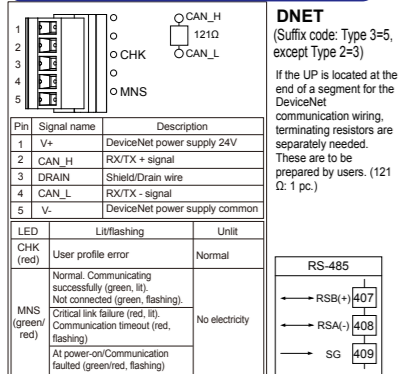 1
2
3
4
5
CHK
MNS
CAN_H
121Ω
CAN_L
DNET
(Suffix code: Type 3=5,
except Type 2=3)
If the UP is located at the
end of a segment for the
DeviceNet
communication wiring,
terminating resistors are
separately needed.
These are to be
prepared by users. (121
Ω: 1 pc.)
Pin Signal name Description
1 V+ DeviceNet power supply 24V
2 CAN_H RX/TX + signal
3 DRAIN Shield/Drain wire
4 CAN_L RX/TX - signal
5 V- DeviceNet power supply common
LED Lit/flashing Unlit
CHK
(red) User profile error Normal
MNS
(green/
red)
Normal. Communicating
successfully (green, lit).
Not connected (green, flashing).
Critical link failure (red, lit).
Communication timeout (red,
flashing)
At power-on/Communication
faulted (green/red, flashing)
No electricity
RS-485
RSB(+) 407
RSA(-) 408
SG 409